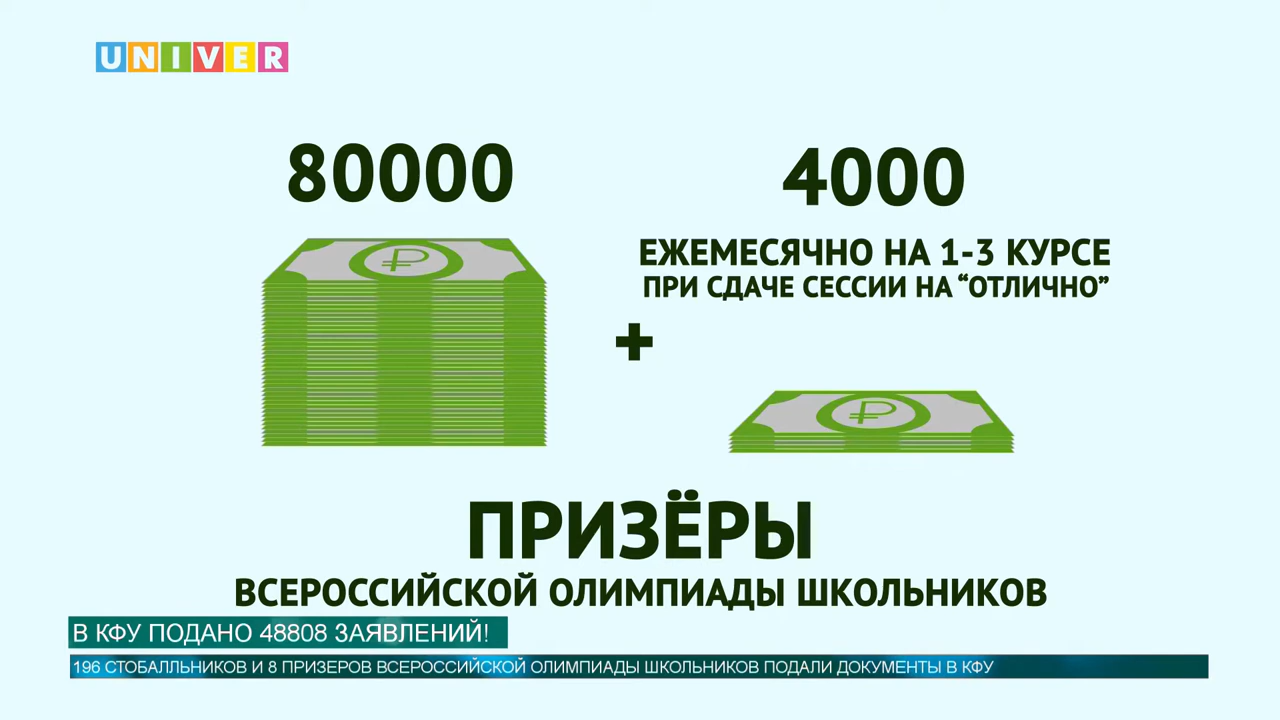 UNIVER
80000
4000
ЕЖЕМЕСЯЧНО НА 1-3 КУРСЕ
ПРИ СДАЧЕ СЕССИИ НА “ОТЛИЧНО”
+
ПРИЗЁРЫ
ВСЕРОССИЙСКОЙ ОЛИМПИАДЫ ШКОЛЬНИКОВ
В КФУ ПОДАНО 48808 ЗАЯВЛЕНИЙ!
196 СТОБАЛЛЬНИКОВ И 8 ПРИЗЕРОВ ВСЕРОССИЙСКОЙ ОЛИМПИАДЫ ШКОЛЬНИКОВ ПОДАЛИ ДОКУМЕНТЫ В КФУ